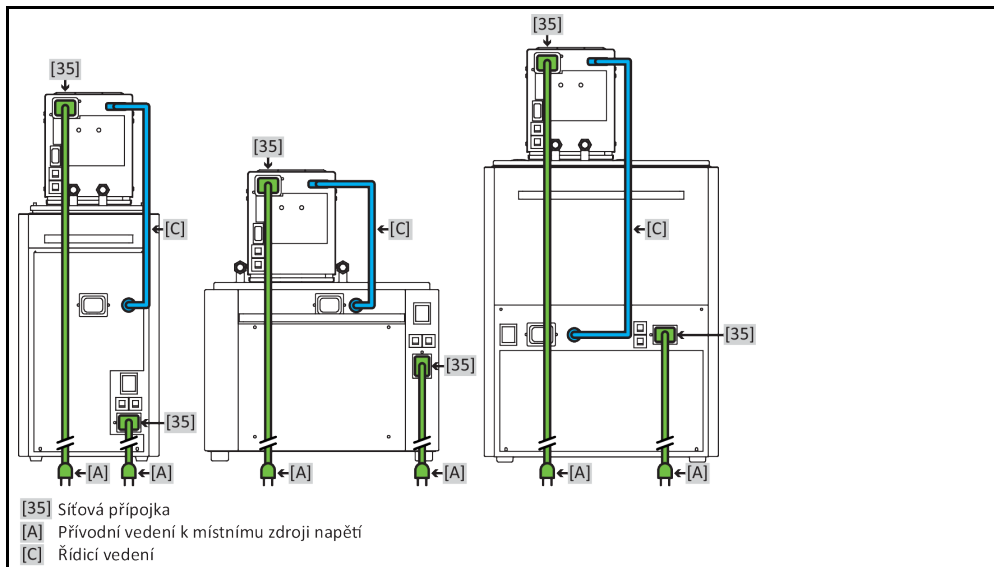 [35]
[35]
[35]
[C]
[C]
[C]
[35]
[35]
[35]
[A]
[A]
[A]
[A]
[A]
[A]
[35] Síťová přípojka
[A] Přívodní vedení k místnímu zdroji napětí
[C] Řídicí vedení